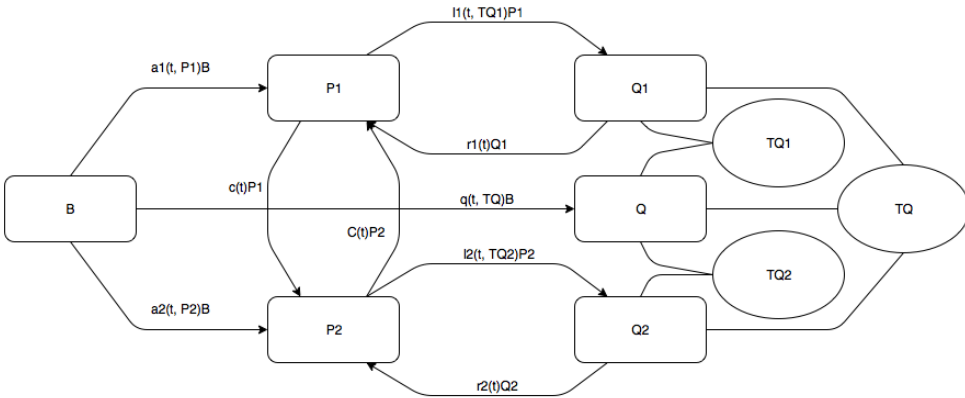 l1(t, TQ1)P1
a1(t, P1)B
P1
Q1
r1(t)Q1
TQ1
c(t)P1
q(t, TQ)B
B
Q
TQ
C(t)P2
l2(t, TQ2)P2
TQ2
a2(t, P2)B
P2
Q2
r2(t)Q2